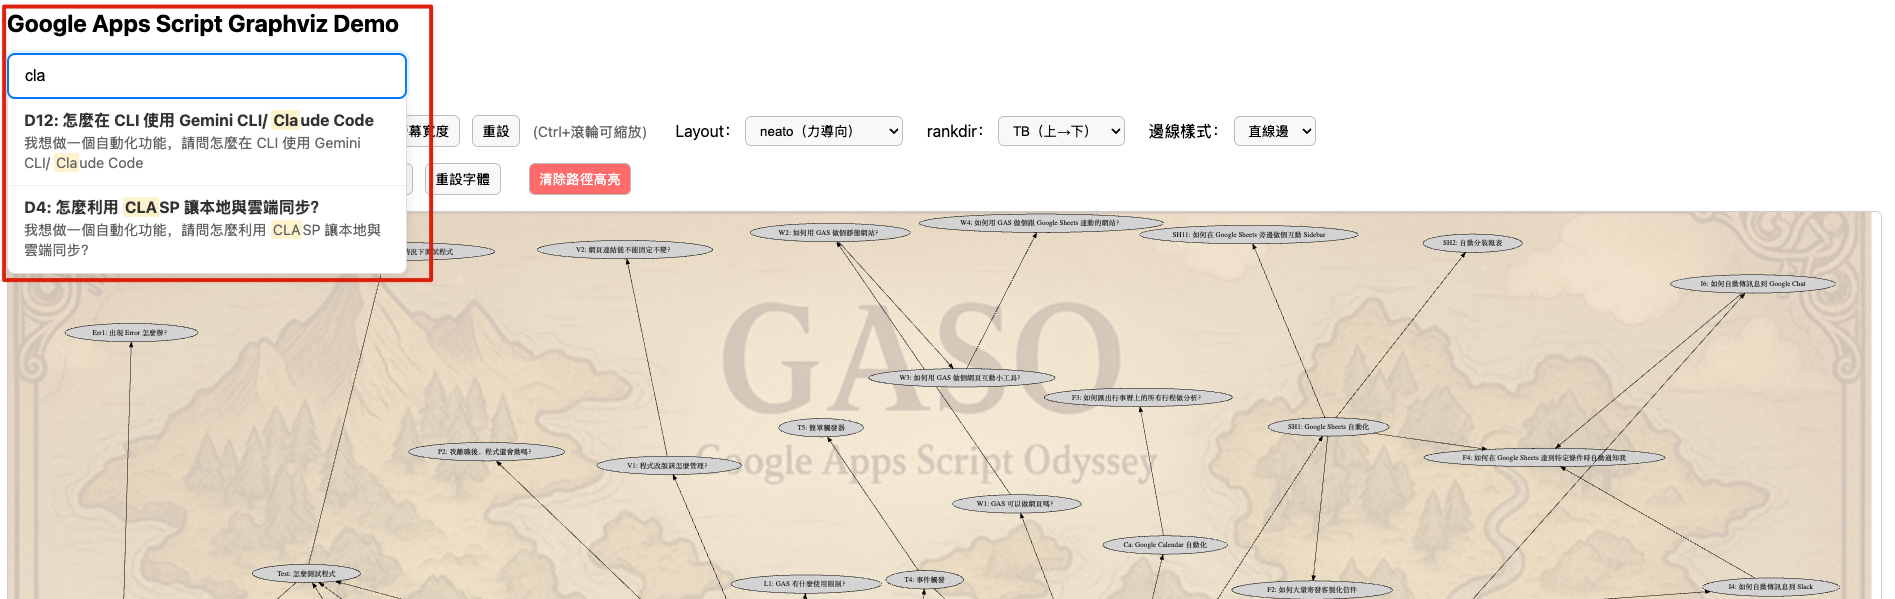 Google Apps Script Graphviz Demo
cla
D12: 怎麼在 CLI 使用 Gemini CLI/ Claude Code
我想做一個自動化功能，請問怎麼在 CLI 使用 Gemini
CLI/ Claude Code
D4: 怎麼利用 CLASP 讓本地與雲端同步?
我想做一個自動化功能，請問怎麼利用 CLASP 讓本地與
雲端同步?
幕寬度
重設
(Ctrl+滾輪可縮放)
Layout：
neato（力導向）
rankdir：
TB（上→下）
邊線樣式：
直線邊
重設字體
清除路徑高亮
GASO
Google Apps Script Odyssey
W4: 如何用 GAS 做個跟 Google Sheets 連動的網站?
W2: 如何用 GAS 做個靜態網站?
SH11: 如何在 Google Sheets 旁邊做個互動 Sidebar
SH2: 自動分裝報表
V2: 網頁連結能不能固定不變?
情況下測試程式
I6: 如何自動傳訊息到 Google Chat
Err1: 出現 Error 怎麼辦?
W3: 如何用 GAS 做個網頁互動小工具?
F3: 如何匯出行事曆上的所有行程做分析?
T5: 簡單觸發器
SH1: Google Sheets 自動化
P2: 我離職後，程式還會動嗎?
V1: 程式改版該怎麼管理?
F4: 如何在 Google Sheets 達到特定條件時自動通知我
W1: GAS 可以做網頁嗎?
Ca: Google Calendar 自動化
Test: 怎麼測試程式
L1: GAS 有什麼使用限制?
T4: 事件觸發
F2: 如何大量寄發客製化信件
I4: 如何自動傳訊息到 Slack